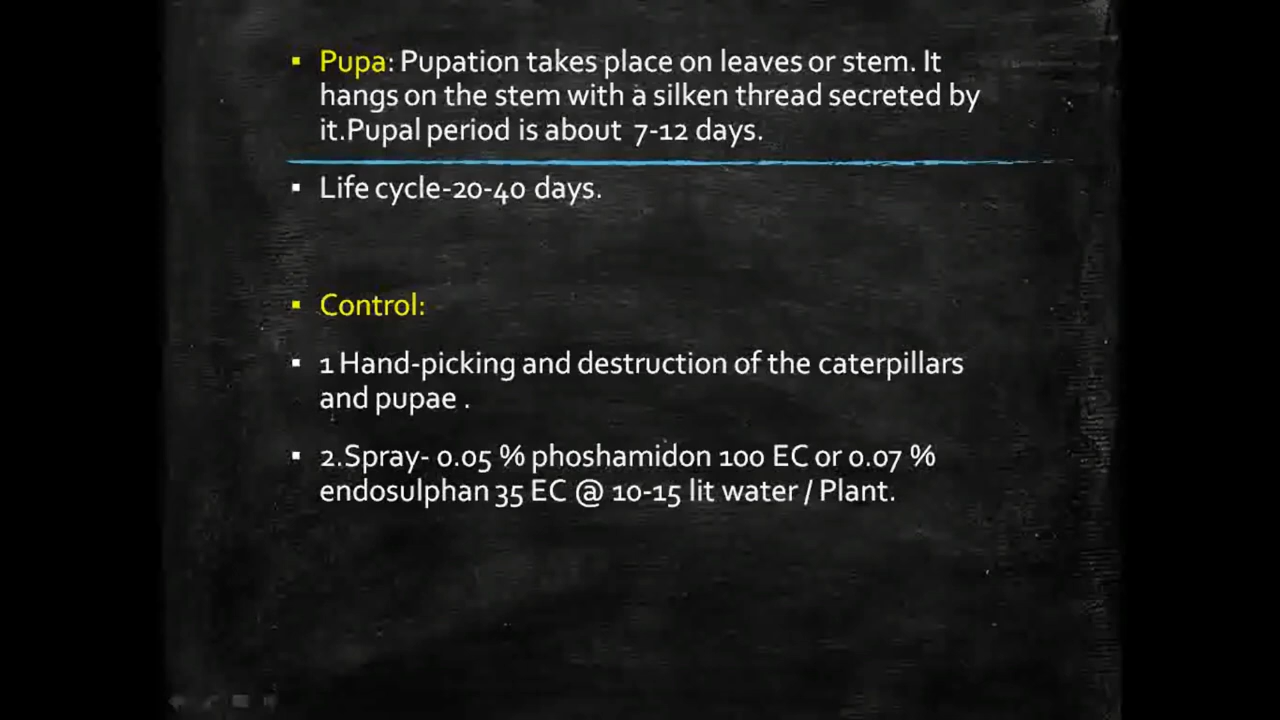 ▪ Pupa: Pupation takes place on leaves or stem. It
hangs on the stem with a silken thread secreted by
it.Pupal period is about 7-12 days.
▪ Life cycle-20-40 days.
▪ Control:
▪ 1 Hand-picking and destruction of the caterpillars
and pupae .
▪ 2.Spray- 0.05 % phoshamidon 100 EC or 0.07 %
endosulphan 35 EC @ 10-15 lit water / Plant.